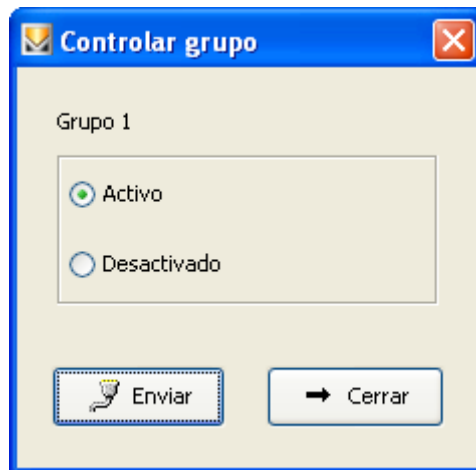 Controlar grupo
Grupo 1
Activo
Desactivado
Enviar
Cerrar